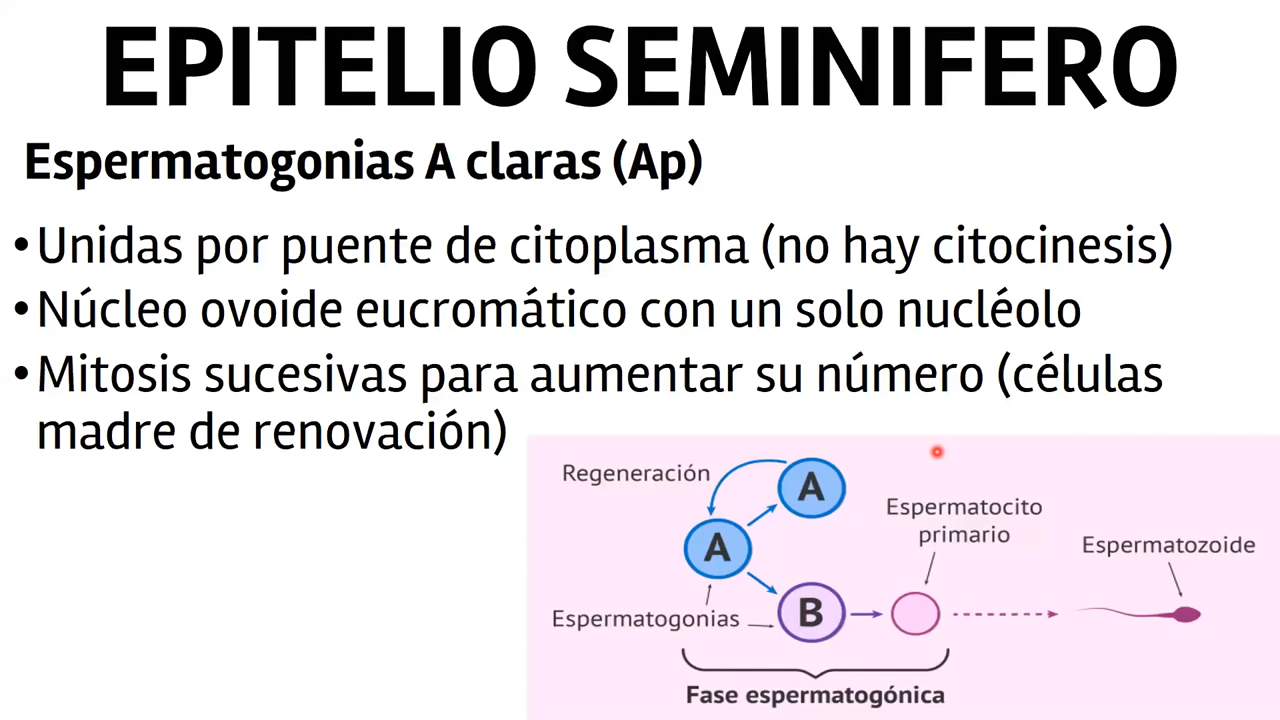 EPITELIO SEMINIFERO
Espermatogonias A claras (Ap)
•Unidas por puente de citoplasma (no hay citocinesis)
•Núcleo ovoide eucromático con un solo nucléolo
•Mitosis sucesivas para aumentar su número (células
madre de renovación)
Regeneración
A
A
Espermatocito
primario
Espermatozoide
Espermatogonias
B
Fase espermatogónica